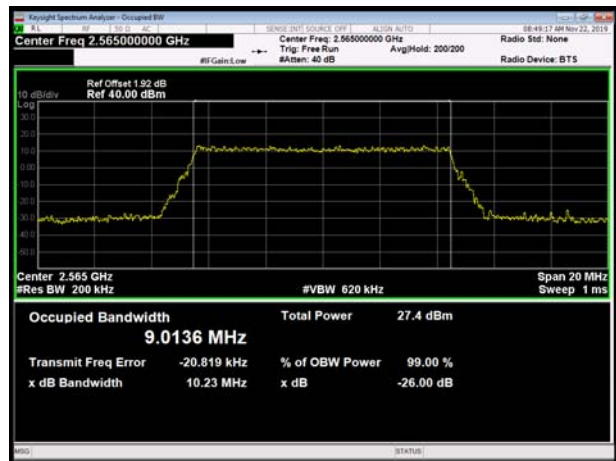 Keysight Spectrum Analyzer - Occupied BW
RL RF 50 Ω AC SENSE:INT SOURCE OFF ALIGN AUTO 08:49:17 AM Nov 22, 2019
Center Freq 2.565000000 GHz Center Freq: 2.565000000 GHz Radio Std: None
Trig: Free Run Avg|Hold: 200/200
#IFGain:Low #Atten: 40 dB Radio Device: BTS
Ref Offset 1.92 dB
10 dB/div Ref 40.00 dBm
Log
30.0
20.0
10.0
0.00
-10.0
-20.0
-30.0
-40.0
-50.0
Center 2.565 GHz Span 20 MHz
#Res BW 200 kHz #VBW 620 kHz Sweep 1 ms
Occupied Bandwidth Total Power 27.4 dBm
9.0136 MHz
Transmit Freq Error -20.819 kHz % of OBW Power 99.00 %
x dB Bandwidth 10.23 MHz x dB -26.00 dB
MSG STATUS